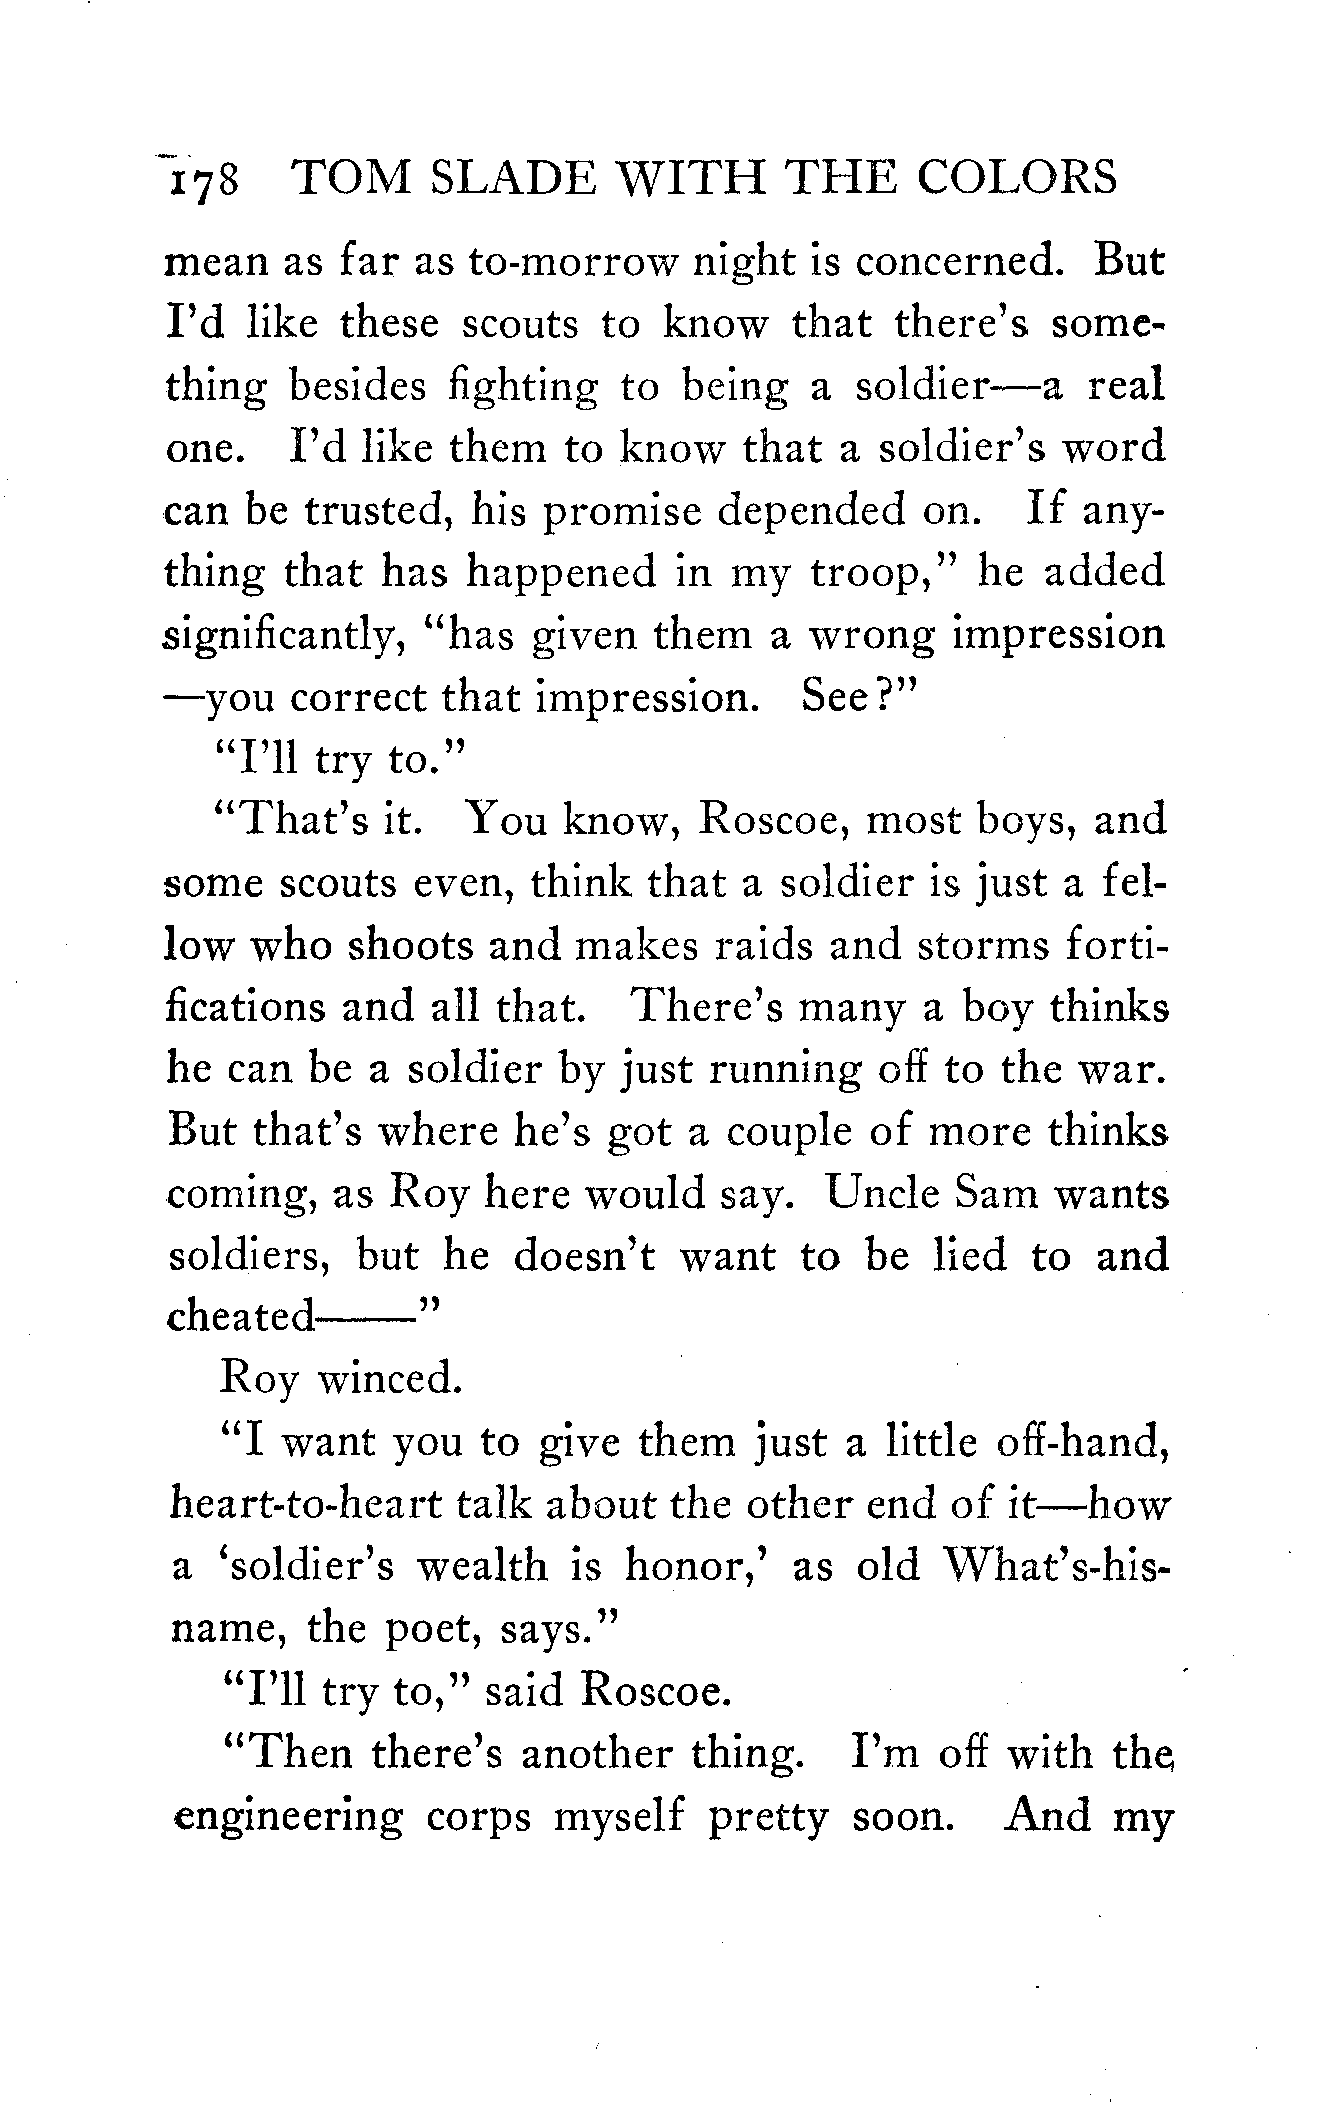 178 TOM SLADE WITH THE COLORS
mean as far as to-morrow night is concerned. But
I'd like these scouts to know that there's some-
thing besides fighting to being a soldier—a real
one. I'd like them to know that a soldier's word
can be trusted, his promise depended on. If any-
thing that has happened in my troop,” he added
significantly, “has given them a wrong impression
—you correct that impression. See?”
“I'll try to.”
“That's it. You know, Roscoe, most boys, and
some scouts even, think that a soldier is just a fel-
low who shoots and makes raids and storms forti-
fications and all that. There's many a boy thinks
he can be a soldier by just running off to the war.
But that's where he's got a couple of more thinks
coming, as Roy here would say. Uncle Sam wants
soldiers, but he doesn't want to be lied to and
cheated——”
Roy winced.
“I want you to give them just a little off-hand,
heart-to-heart talk about the other end of it—how
a ‘soldier's wealth is honor,’ as old What's-his-
name, the poet, says.”
“I'll try to,” said Roscoe.
“Then there's another thing. I'm off with the
engineering corps myself pretty soon. And my